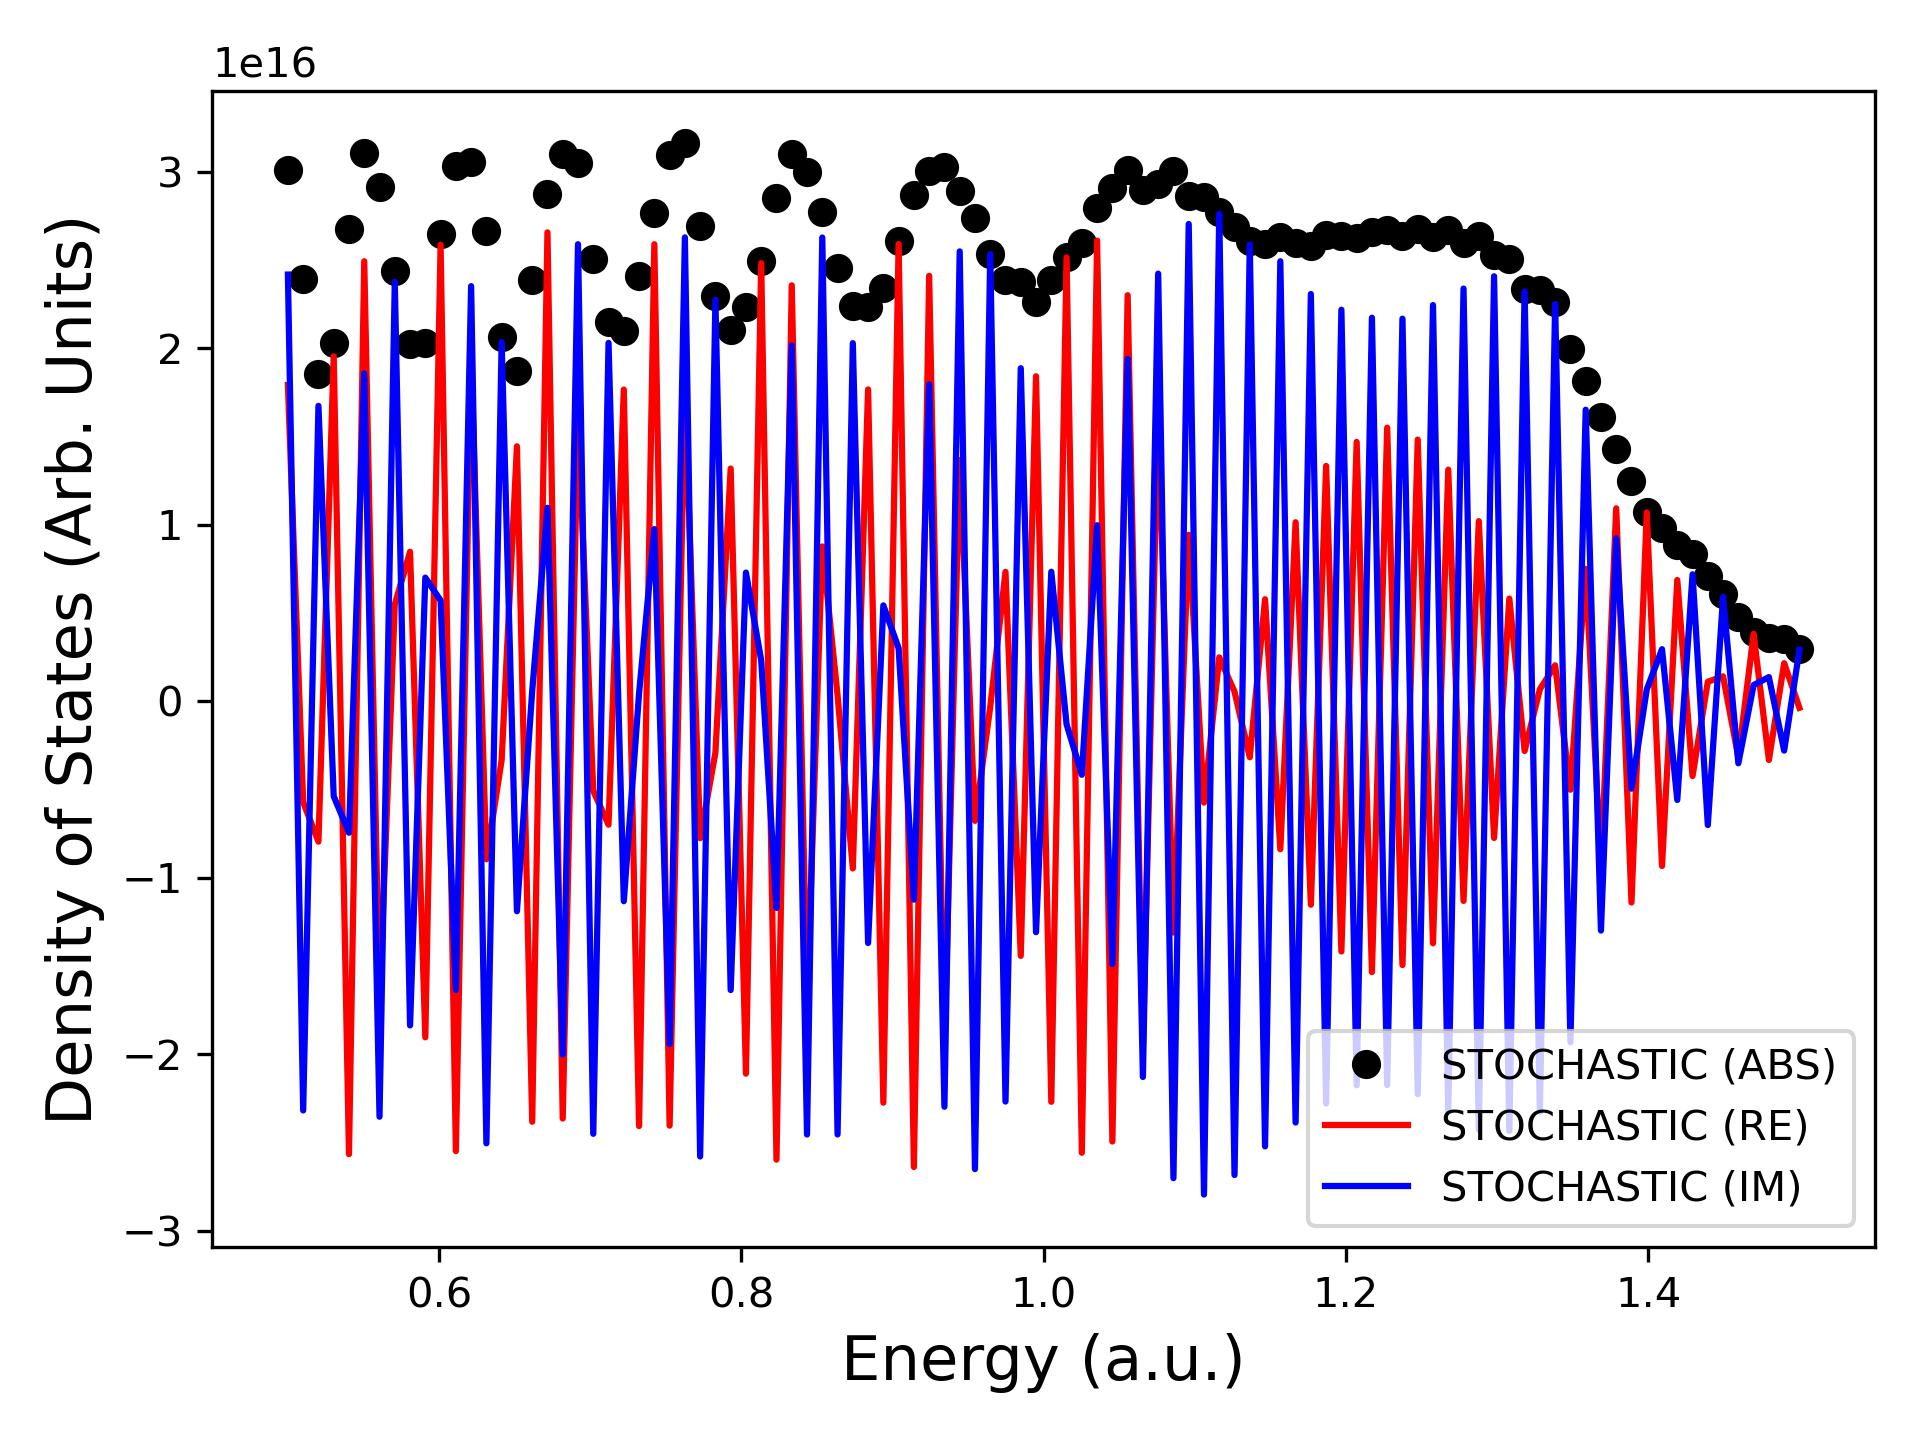 1e16
3
2
1
0
−1
−2
−3
Density of States (Arb. Units)
STOCHASTIC (ABS)
STOCHASTIC (RE)
STOCHASTIC (IM)
0.6 0.8 1.0 1.2 1.4
Energy (a.u.)